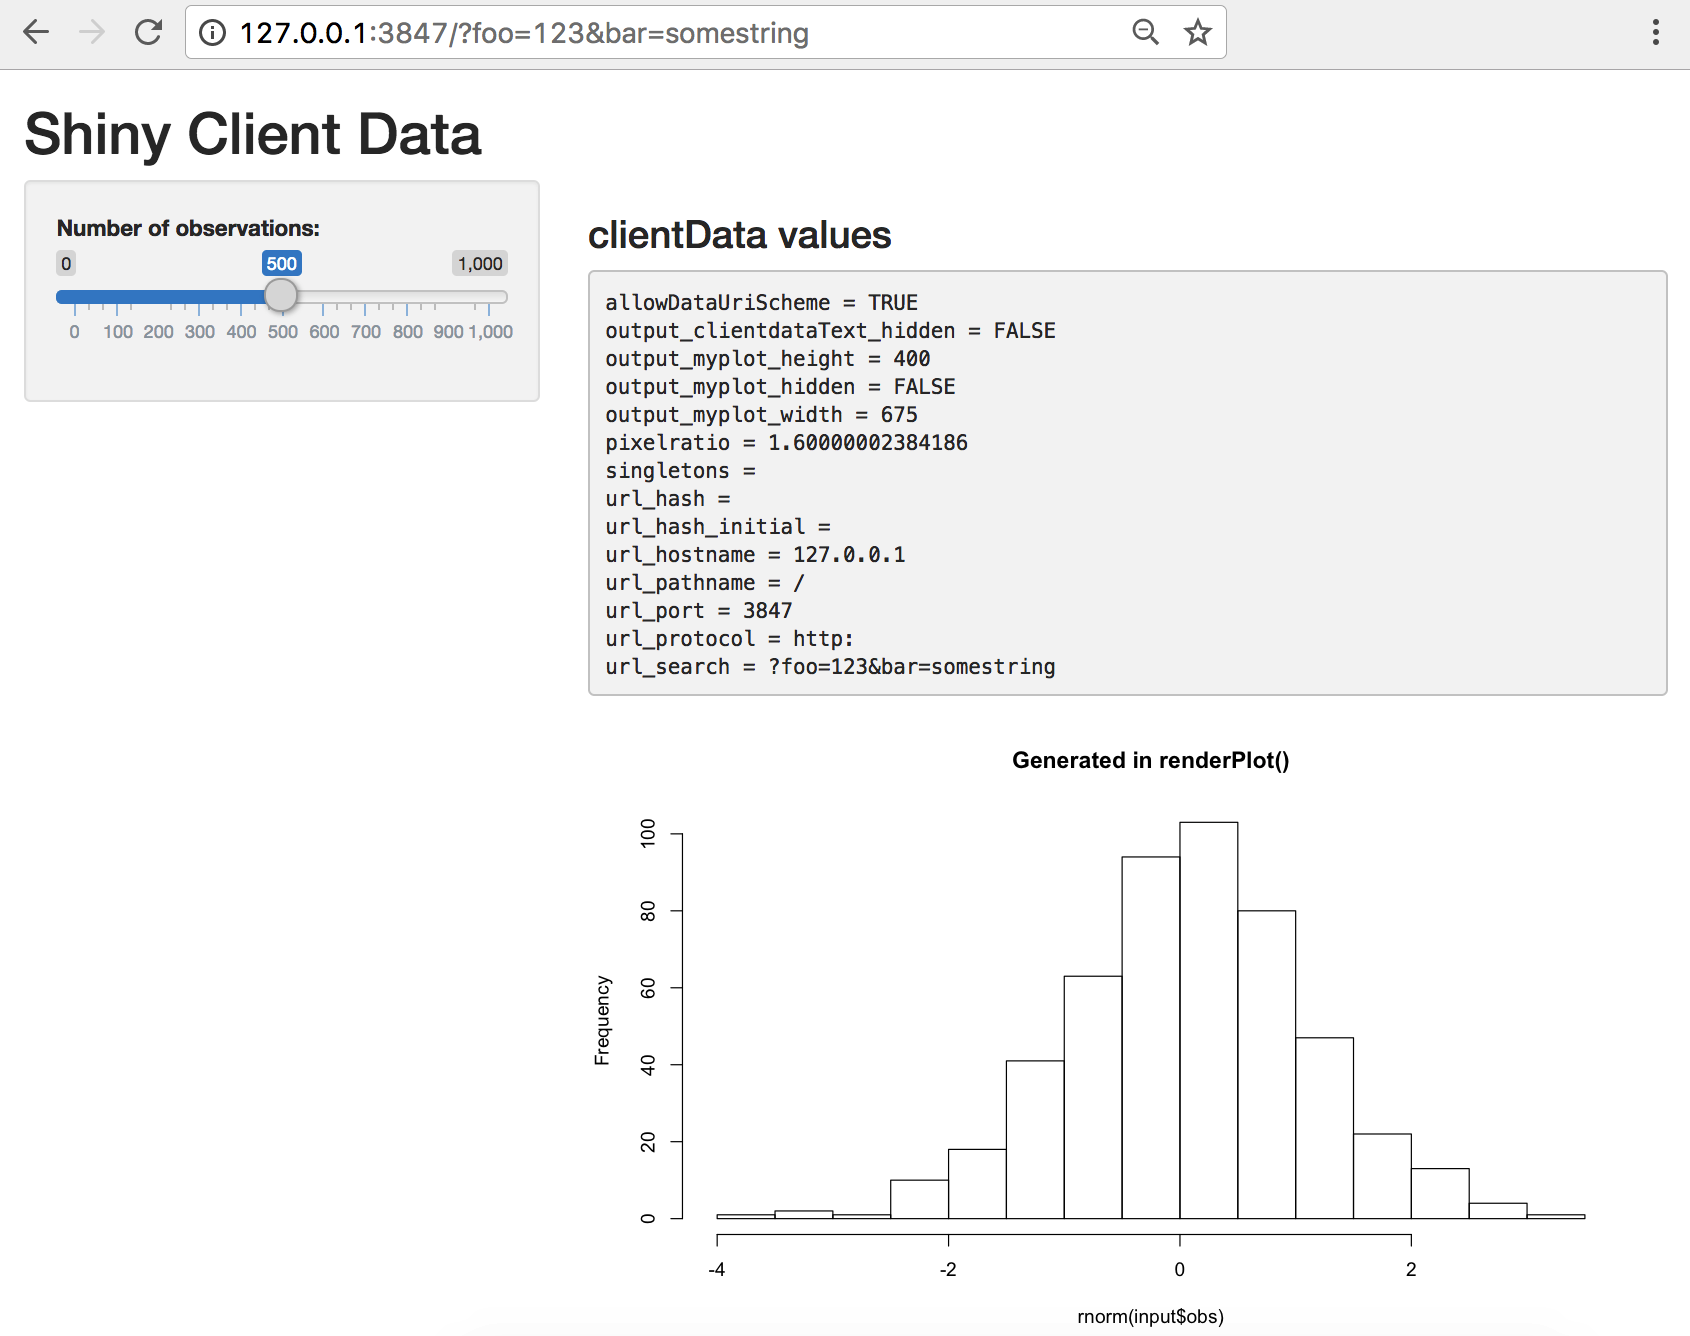 127.0.0.1:3847/?foo=123&bar=somestring
Shiny Client Data
Number of observations:
0 500 1,000
0 100 200 300 400 500 600 700 800 900 1,000
clientData values
allowDataUriScheme = TRUE
output_clientdataText_hidden = FALSE
output_myplot_height = 400
output_myplot_hidden = FALSE
output_myplot_width = 675
pixelratio = 1.60000002384186
singletons =
url_hash =
url_hash_initial =
url_hostname = 127.0.0.1
url_pathname = /
url_port = 3847
url_protocol = http:
url_search = ?foo=123&bar=somestring
Generated in renderPlot()
Frequency
100
80
60
40
20
0
-4 -2 0 2
rnorm(input$obs)